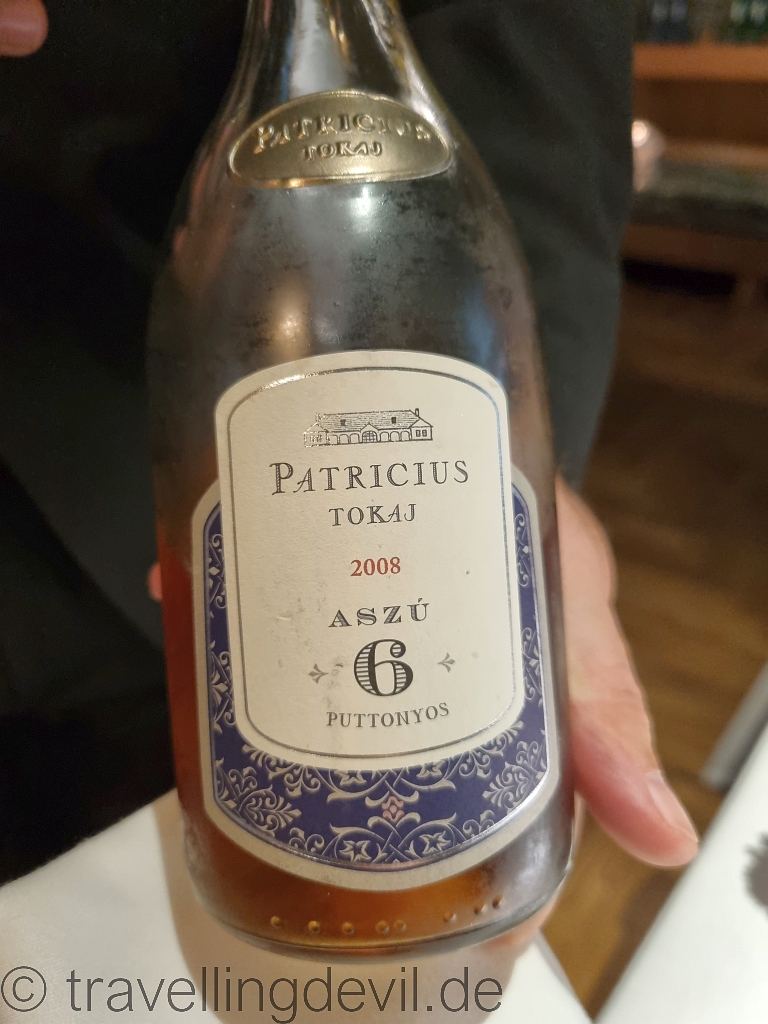 PATRICIUS
TOKAJ
PATRICIUS
TOKAJ
2008
ASZÚ
6
PUTTONYOS
© travellingdevil.de